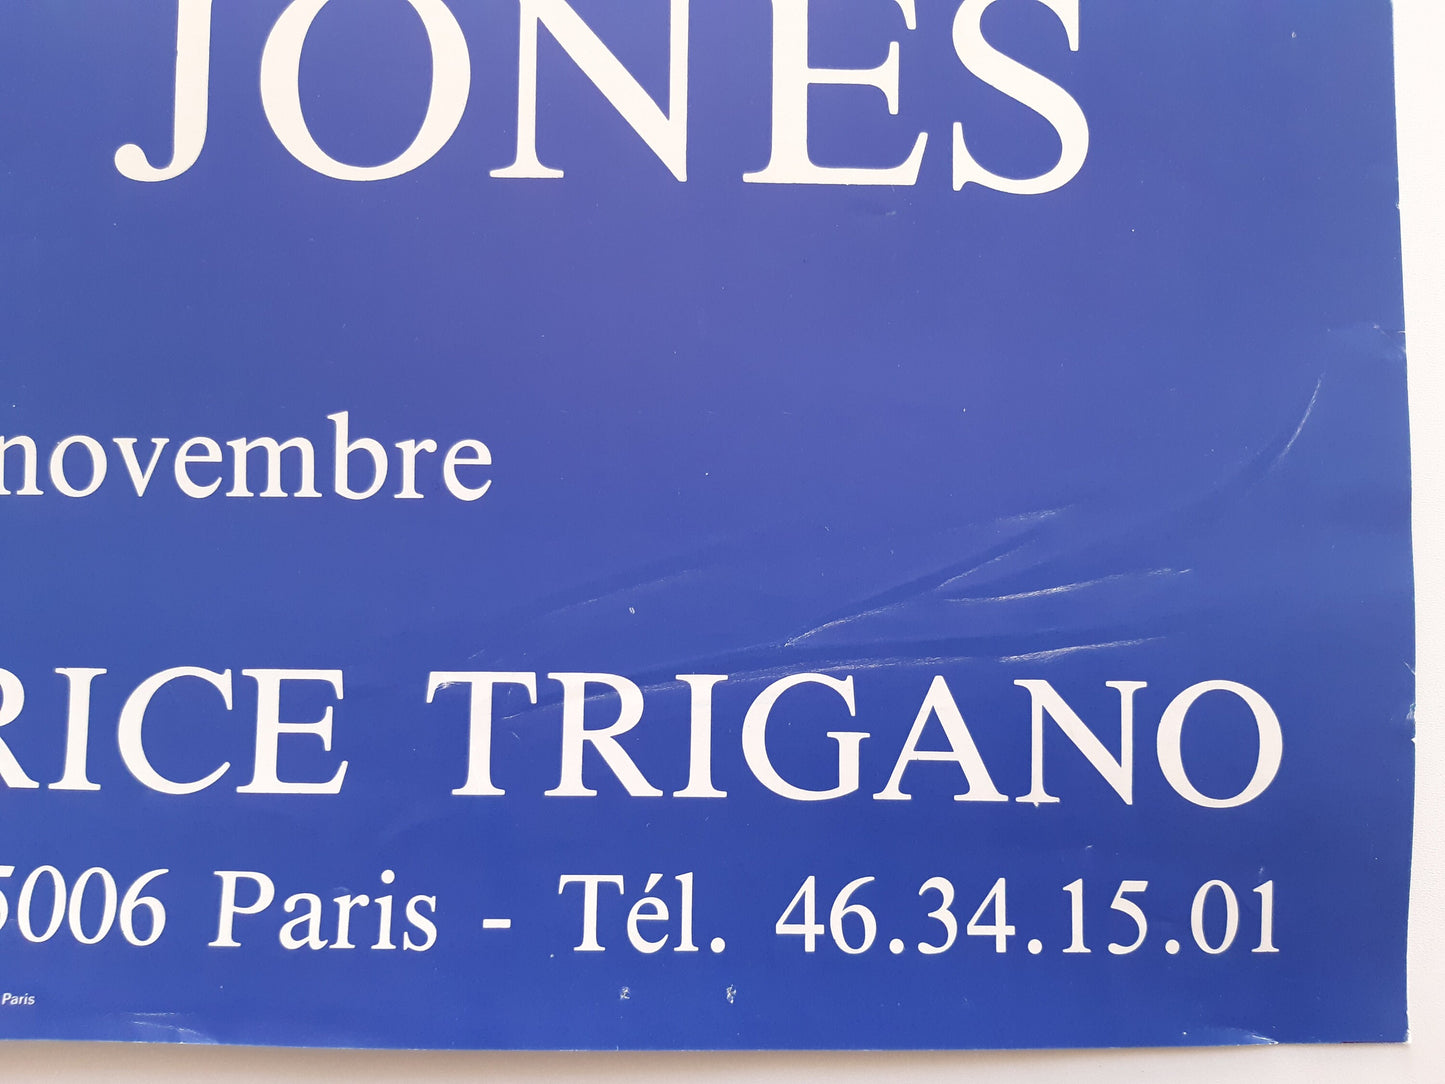 JONES
novembre
RICE TRIGANO
5006 Paris - Tél. 46.34.15.01
Paris